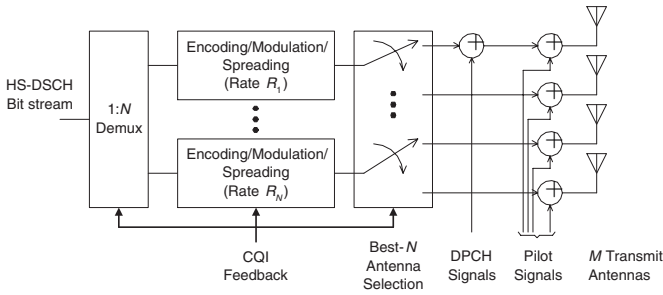 HS-DSCH
Bit stream
1:N
Demux
Encoding/Modulation/
Spreading
(Rate R₁)
Encoding/Modulation/
Spreading
(Rate R_N)
CQI
Feedback
Best-N
Antenna
Selection
DPCH
Signals
Pilot
Signals
M Transmit
Antennas